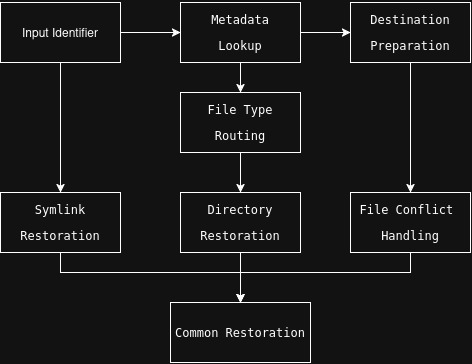 Input Identifier
Metadata
Lookup
Destination
Preparation
File Type
Routing
Symlink
Restoration
Directory
Restoration
File Conflict
Handling
Common Restoration